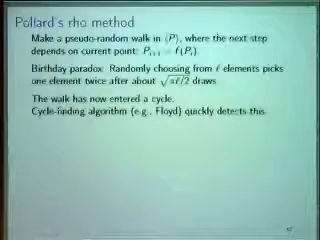 Pollard's rho method
Make a pseudo-random walk in ⟨P⟩, where the next step
depends on current point: P_{i+1} = f(P_i).
Birthday paradox: Randomly choosing from ℓ elements picks
one element twice after about √πℓ/2 draws.
The walk has now entered a cycle.
Cycle-finding algorithm (e.g., Floyd) quickly detects this.